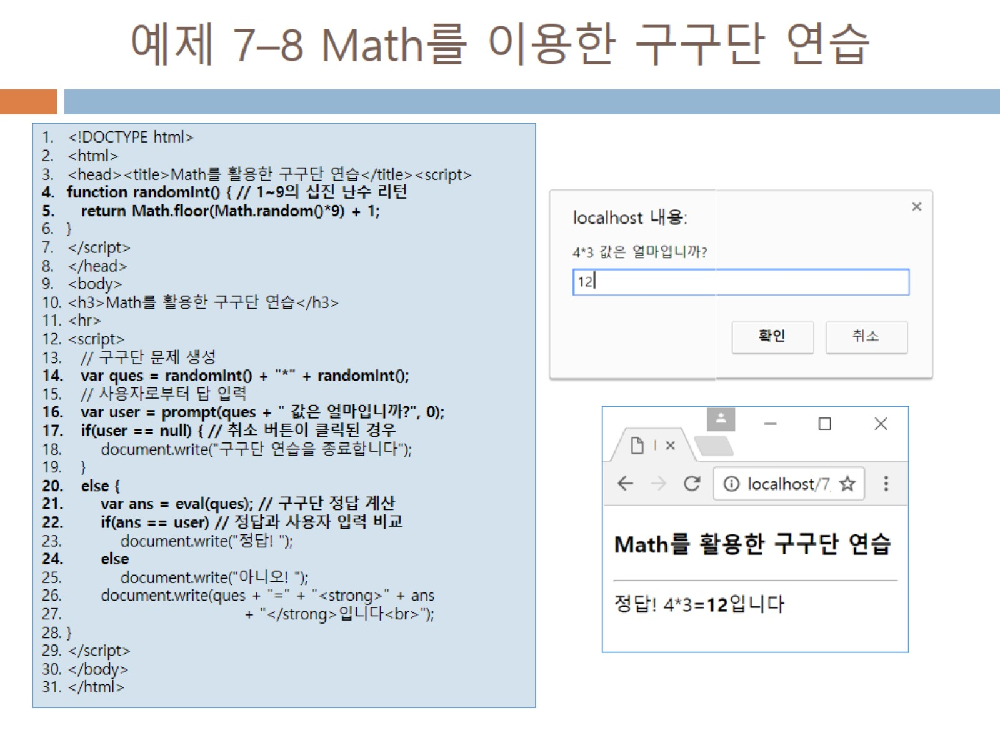 예제 7–8 Math를 이용한 구구단 연습
1. <!DOCTYPE html>
2. <html>
3. <head><title>Math를 활용한 구구단 연습</title><script>
4. function randomInt() { // 1~9의 십진 난수 리턴
5. return Math.floor(Math.random()*9) + 1;
6. }
7. </script>
8. </head>
9. <body>
10. <h3>Math를 활용한 구구단 연습</h3>
11. <hr>
12. <script>
13. // 구구단 문제 생성
14. var ques = randomInt() + "*" + randomInt();
15. // 사용자로부터 답 입력
16. var user = prompt(ques + " 값은 얼마입니까?", 0);
17. if(user == null) { // 취소 버튼이 클릭된 경우
18. document.write("구구단 연습을 종료합니다");
19. }
20. else {
21. var ans = eval(ques); // 구구단 정답 계산
22. if(ans == user) // 정답과 사용자 입력 비교
23. document.write("정답! ");
24. else
25. document.write("아니오! ");
26. document.write(ques + "=" + "<strong>" + ans
27. + "</strong>입니다<br>");
28. }
29. </script>
30. </body>
31. </html>
localhost 내용:
4*3 값은 얼마입니까?
12
확인 취소
localhost/7
Math를 활용한 구구단 연습
정답! 4*3=12입니다